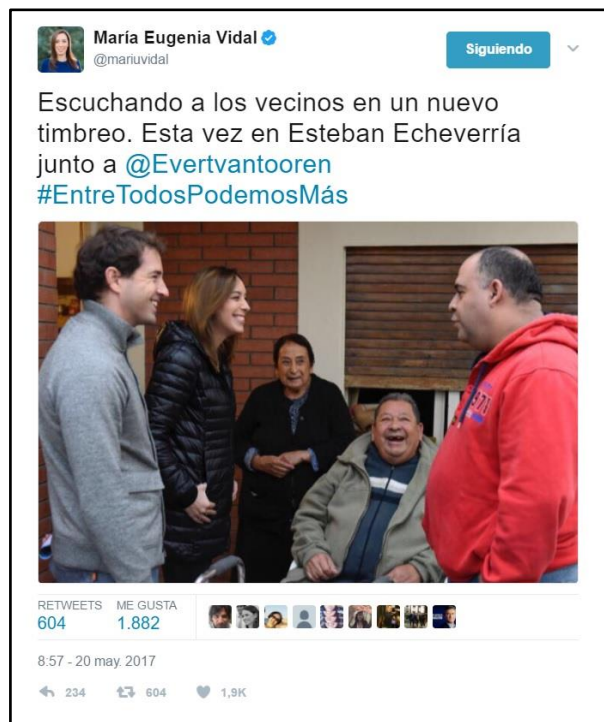 María Eugenia Vidal
@mariuvidal
Siguiendo
Escuchando a los vecinos en un nuevo
timbreo. Esta vez en Esteban Echeverría
junto a @Evertvantooren
#EntreTodosPodemosMás
RETWEETS ME GUSTA
604 1.882
8:57 - 20 may. 2017
234 604 1,9K